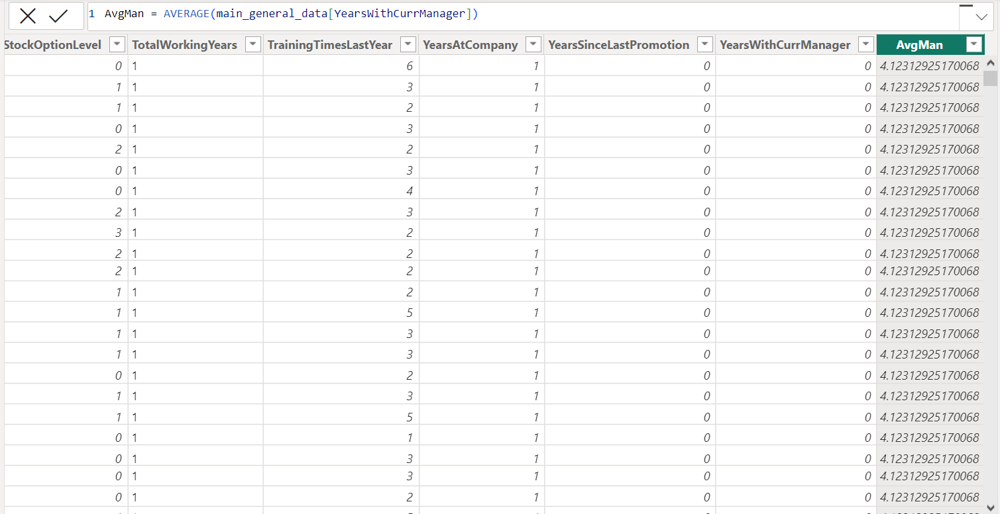 1 AvgMan = AVERAGE(main_general_data[YearsWithCurrManager])
StockOptionLevel TotalWorkingYears TrainingTimesLastYear YearsAtCompany YearsSinceLastPromotion YearsWithCurrManager AvgMan
0 1 6 1 0 0 4.12312925170068
1 1 3 1 0 0 4.12312925170068
1 1 2 1 0 0 4.12312925170068
0 1 3 1 0 0 4.12312925170068
2 1 2 1 0 0 4.12312925170068
0 1 3 1 0 0 4.12312925170068
0 1 4 1 0 0 4.12312925170068
2 1 3 1 0 0 4.12312925170068
3 1 2 1 0 0 4.12312925170068
2 1 2 1 0 0 4.12312925170068
2 1 2 1 0 0 4.12312925170068
1 1 2 1 0 0 4.12312925170068
1 1 5 1 0 0 4.12312925170068
1 1 3 1 0 0 4.12312925170068
1 1 3 1 0 0 4.12312925170068
0 1 2 1 0 0 4.12312925170068
1 1 3 1 0 0 4.12312925170068
1 1 5 1 0 0 4.12312925170068
0 1 1 1 0 0 4.12312925170068
0 1 3 1 0 0 4.12312925170068
0 1 3 1 0 0 4.12312925170068
0 1 2 1 0 0 4.12312925170068